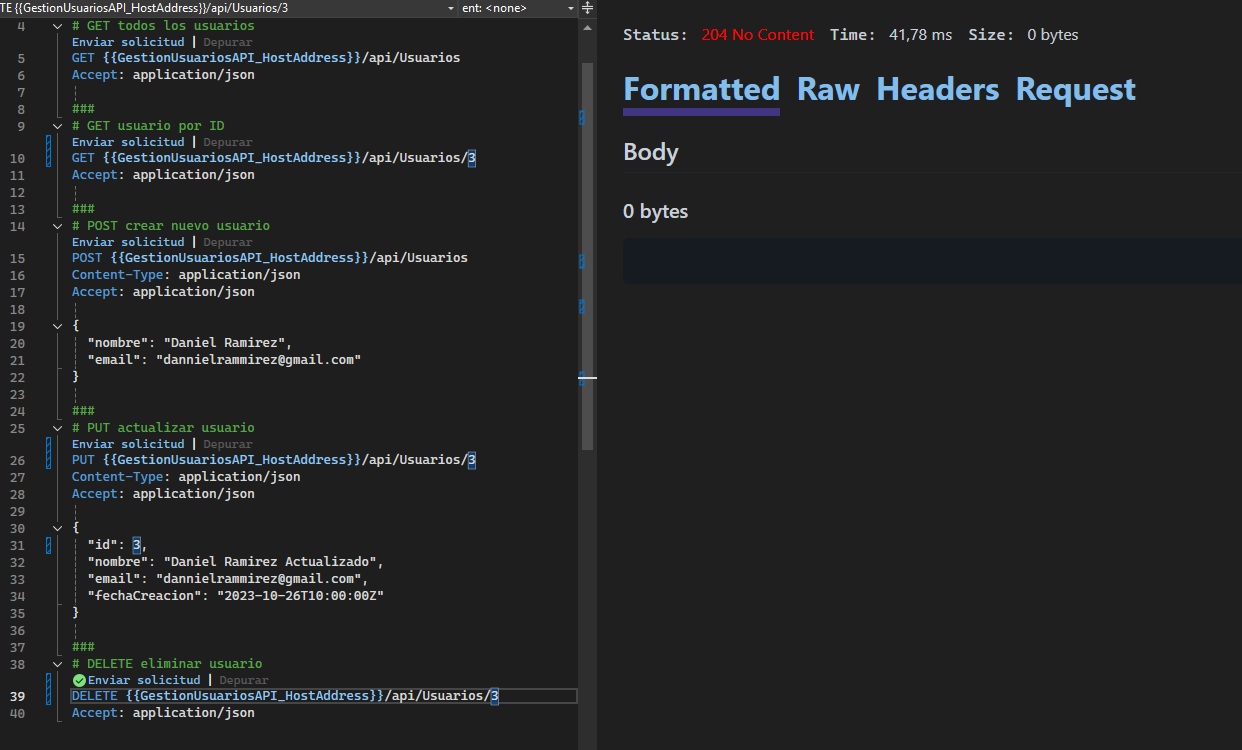 TE {{GestionUsuariosAPI_HostAddress}}/api/Usuarios/3 ent: <none>
4 # GET todos los usuarios
Enviar solicitud | Depurar
5 GET {{GestionUsuariosAPI_HostAddress}}/api/Usuarios
6 Accept: application/json
7
8 ###
9 # GET usuario por ID
Enviar solicitud | Depurar
10 GET {{GestionUsuariosAPI_HostAddress}}/api/Usuarios/3
11 Accept: application/json
12
13 ###
14 # POST crear nuevo usuario
Enviar solicitud | Depurar
15 POST {{GestionUsuariosAPI_HostAddress}}/api/Usuarios
16 Content-Type: application/json
17 Accept: application/json
18
19 {
20 "nombre": "Daniel Ramirez",
21 "email": "dannielrammirez@gmail.com"
22 }
23
24 ###
25 # PUT actualizar usuario
Enviar solicitud | Depurar
26 PUT {{GestionUsuariosAPI_HostAddress}}/api/Usuarios/3
27 Content-Type: application/json
28 Accept: application/json
29
30 {
31 "id": 3,
32 "nombre": "Daniel Ramirez Actualizado",
33 "email": "dannielrammirez@gmail.com",
34 "fechaCreacion": "2023-10-26T10:00:00Z"
35 }
36
37 ###
38 # DELETE eliminar usuario
Enviar solicitud | Depurar
39 DELETE {{GestionUsuariosAPI_HostAddress}}/api/Usuarios/3
40 Accept: application/json
Status: 204 No Content Time: 41,78 ms Size: 0 bytes
Formatted Raw Headers Request
Body
0 bytes